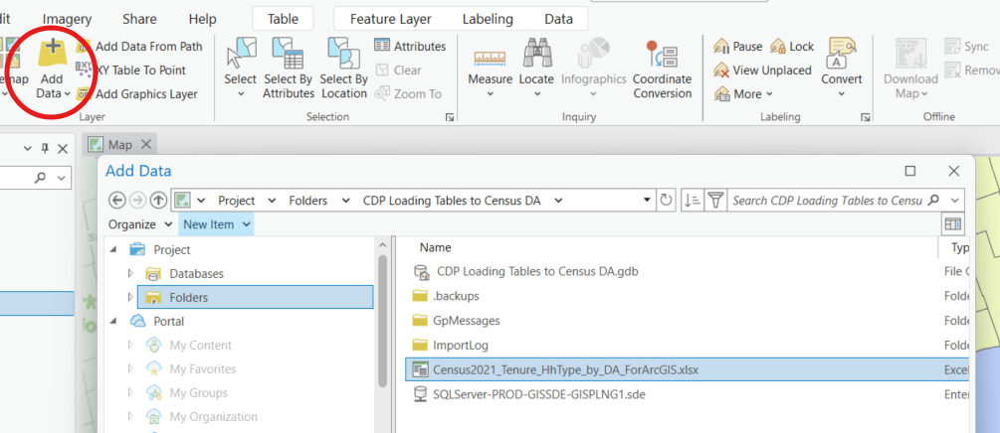 Imagery Share Help Table Feature Layer Labeling Data
Add Data From Path
XY Table To Point
Add Graphics Layer
Add
Data
Layer
Select
Select By
Attributes
Select By
Location
Attributes
Clear
Zoom To
Selection
Measure
Locate
Infographics
Coordinate
Conversion
Inquiry
Pause Lock
View Unplaced
More
Convert
Labeling
Download
Map
Sync
Remov
Offline
Map
Add Data
Project Folders CDP Loading Tables to Census DA
Search CDP Loading Tables to Censu
Organize New Item
Project
Databases
Folders
Portal
My Content
My Favorites
My Groups
My Organization
Name Typ
CDP Loading Tables to Census DA.gdb File
.backups Folde
GpMessages Folde
ImportLog Folde
Census2021_Tenure_HhType_by_DA_ForArcGIS.xlsx Excel
SQLServer-PROD-GISSDE-GISPLNG1.sde Enter